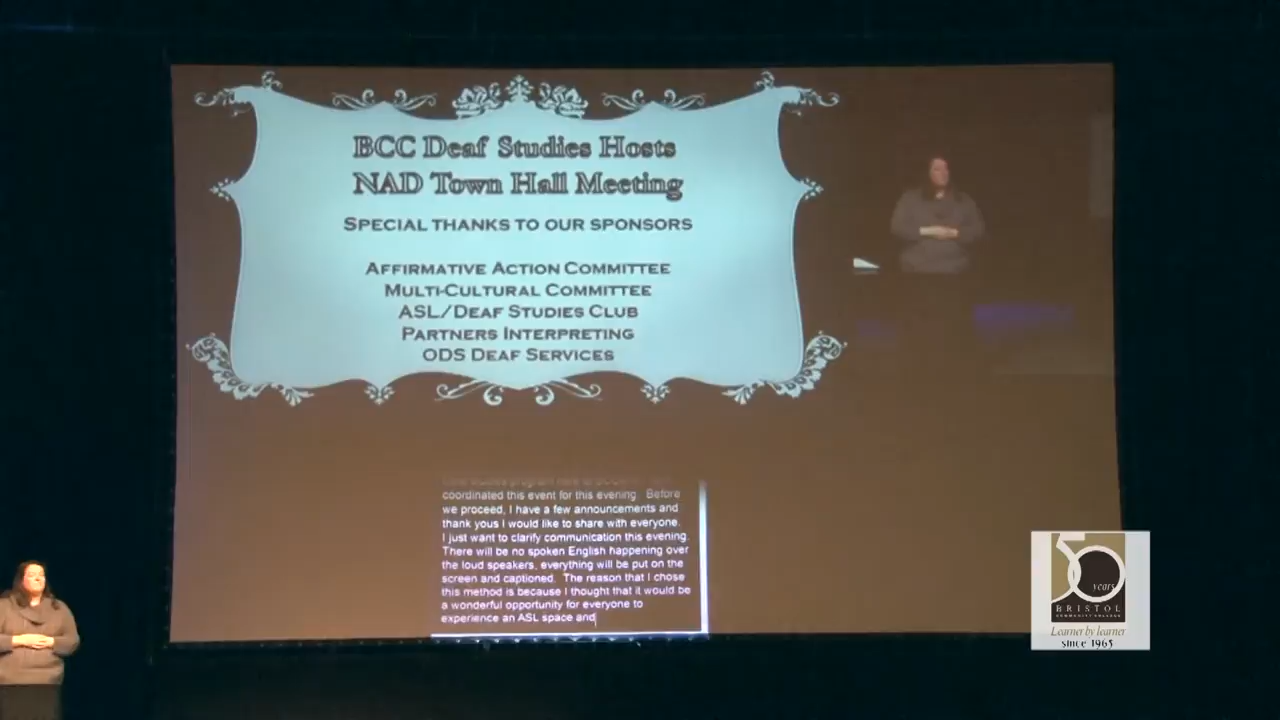 BCC Deaf Studies Hosts
NAD Town Hall Meeting
SPECIAL THANKS TO OUR SPONSORS
AFFIRMATIVE ACTION COMMITTEE
MULTI-CULTURAL COMMITTEE
ASL/DEAF STUDIES CLUB
PARTNERS INTERPRETING
ODS DEAF SERVICES
coordinated this event for this evening. Before
we proceed, I have a few announcements and
thank yous I would like to share with everyone.
I just want to clarify communication this evening.
There will be no spoken English happening over
the loud speakers, everything will be put on the
screen and captioned. The reason that I chose
this method is because I thought that it would be
a wonderful opportunity for everyone to
experience an ASL space and
50
years
BRISTOL
COMMUNITY COLLEGE
Learner by learner
since 1965